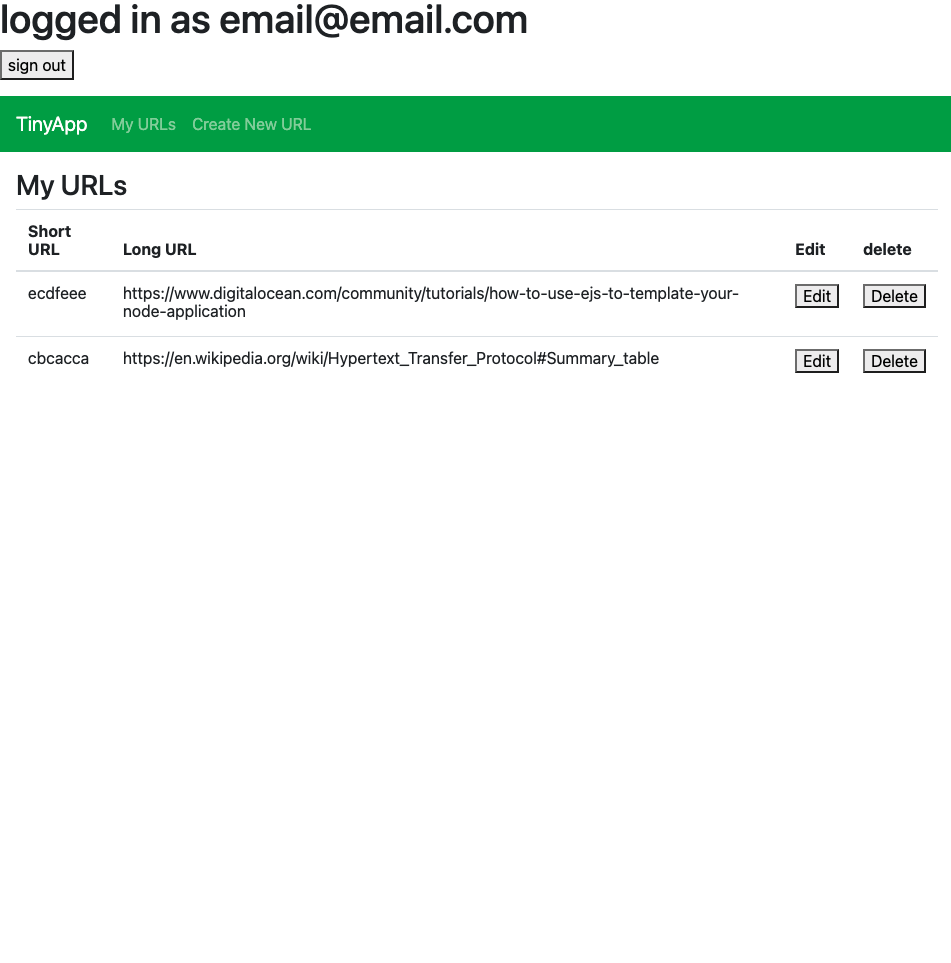 logged in as email@email.com
sign out
TinyApp My URLs Create New URL
My URLs
Short
URL Long URL Edit delete
ecdfeee https://www.digitalocean.com/community/tutorials/how-to-use-ejs-to-template-your- Edit Delete
node-application
cbcacca https://en.wikipedia.org/wiki/Hypertext_Transfer_Protocol#Summary_table Edit Delete